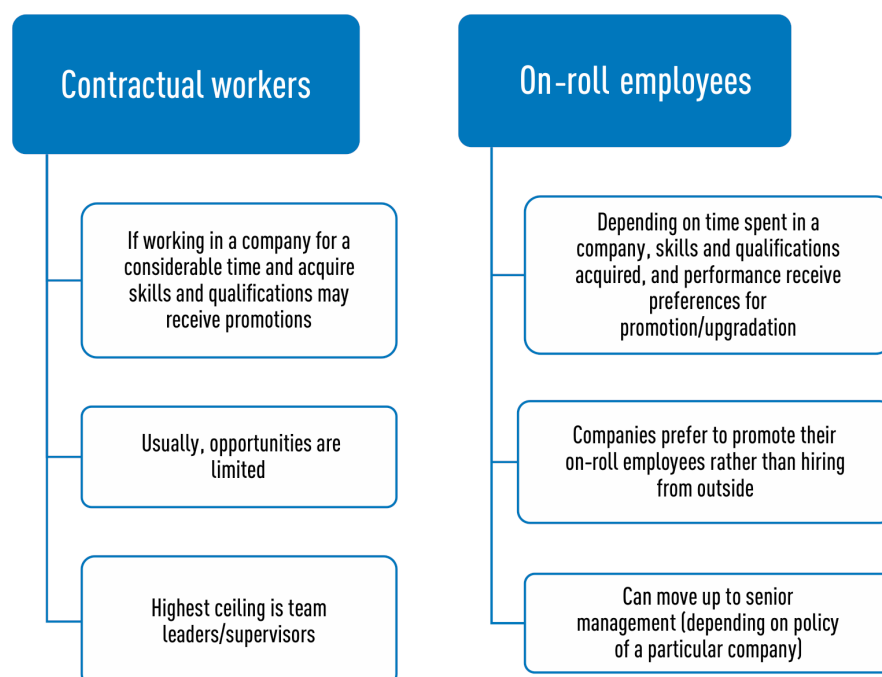 Contractual workers
If working in a company for a
considerable time and acquire
skills and qualifications may
receive promotions
Usually, opportunities are
limited
Highest ceiling is team
leaders/supervisors
On-roll employees
Depending on time spent in a
company, skills and qualifications
acquired, and performance receive
preferences for
promotion/upgradation
Companies prefer to promote their
on-roll employees rather than hiring
from outside
Can move up to senior
management (depending on policy
of a particular company)